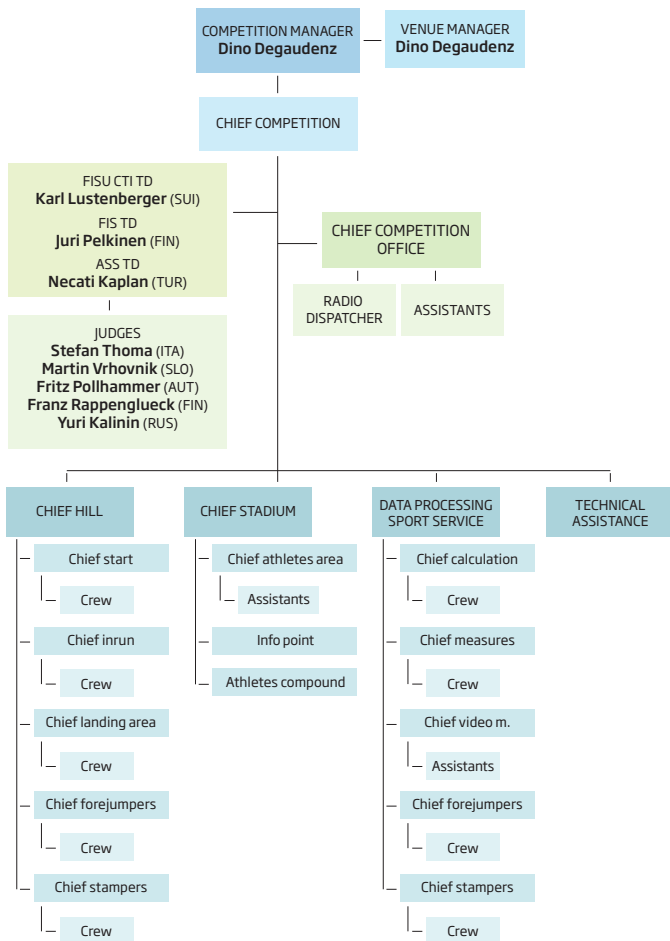 COMPETITION MANAGER
Dino Degaudenz
VENUE MANAGER
Dino Degaudenz
CHIEF COMPETITION
FISU CTI TD
Karl Lustenberger (SUI)
FIS TD
Juri Pelkinen (FIN)
ASS TD
Necati Kaplan (TUR)
CHIEF COMPETITION
OFFICE
RADIO
DISPATCHER
ASSISTANTS
JUDGES
Stefan Thoma (ITA)
Martin Vrhovnik (SLO)
Fritz Pollhammer (AUT)
Franz Rappenglueck (FIN)
Yuri Kalinin (RUS)
CHIEF HILL
Chief start
Crew
Chief inrun
Crew
Chief landing area
Crew
Chief forejumpers
Crew
Chief stampers
Crew
CHIEF STADIUM
Chief athletes area
Assistants
Info point
Athletes compound
DATA PROCESSING
SPORT SERVICE
Chief calculation
Crew
Chief measures
Crew
Chief video m.
Assistants
Chief forejumpers
Crew
Chief stampers
Crew
TECHNICAL
ASSISTANCE